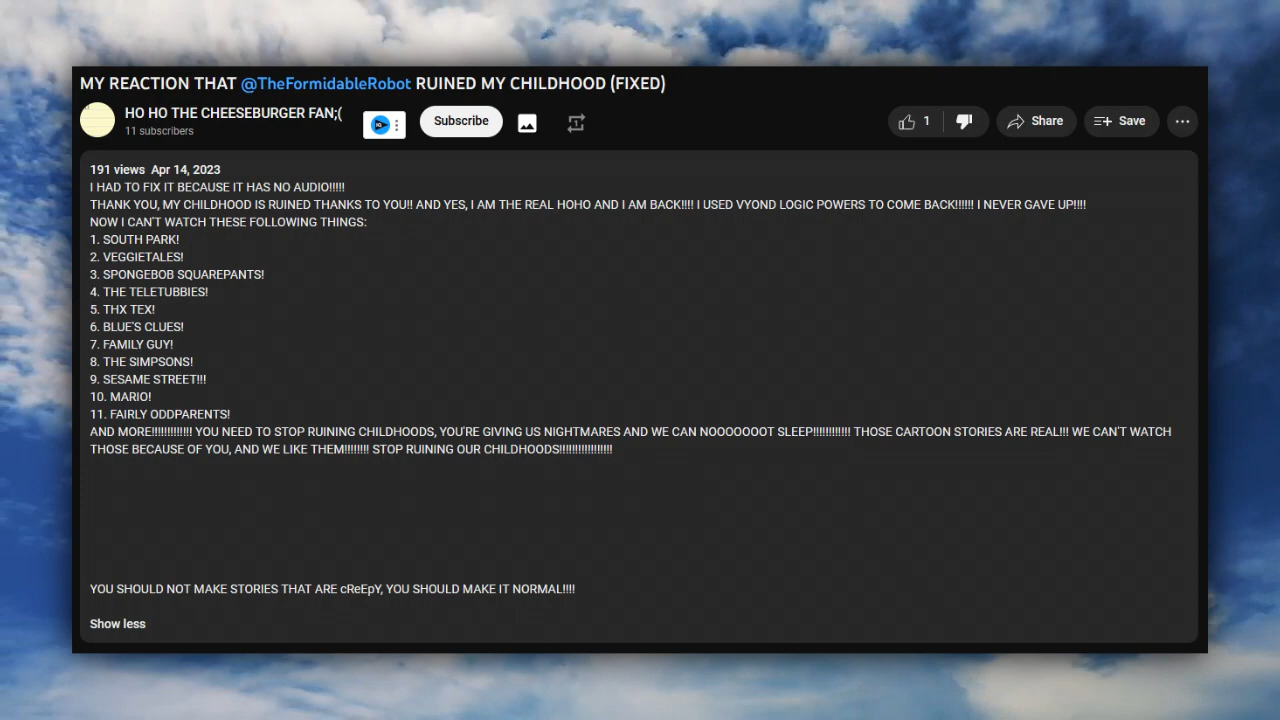 MY REACTION THAT @TheFormidableRobot RUINED MY CHILDHOOD (FIXED)
HO HO THE CHEESEBURGER FAN;(
11 subscribers
Subscribe
1
Share
Save
191 views Apr 14, 2023
I HAD TO FIX IT BECAUSE IT HAS NO AUDIO!!!!!
THANK YOU, MY CHILDHOOD IS RUINED THANKS TO YOU!! AND YES, I AM THE REAL HOHO AND I AM BACK!!!! I USED VYOND LOGIC POWERS TO COME BACK!!!!!! I NEVER GAVE UP!!!!
NOW I CAN'T WATCH THESE FOLLOWING THINGS:
1. SOUTH PARK!
2. VEGGIETALES!
3. SPONGEBOB SQUAREPANTS!
4. THE TELETUBBIES!
5. THX TEX!
6. BLUE'S CLUES!
7. FAMILY GUY!
8. THE SIMPSONS!
9. SESAME STREET!!!
10. MARIO!
11. FAIRLY ODDPARENTS!
AND MORE!!!!!!!!!!!!! YOU NEED TO STOP RUINING CHILDHOODS, YOU'RE GIVING US NIGHTMARES AND WE CAN NOOOOOOOT SLEEP!!!!!!!!!!!! THOSE CARTOON STORIES ARE REAL!!! WE CAN'T WATCH
THOSE BECAUSE OF YOU, AND WE LIKE THEM!!!!!!!! STOP RUINING OUR CHILDHOODS!!!!!!!!!!!!!!!!!
YOU SHOULD NOT MAKE STORIES THAT ARE cReEpY, YOU SHOULD MAKE IT NORMAL!!!!
Show less